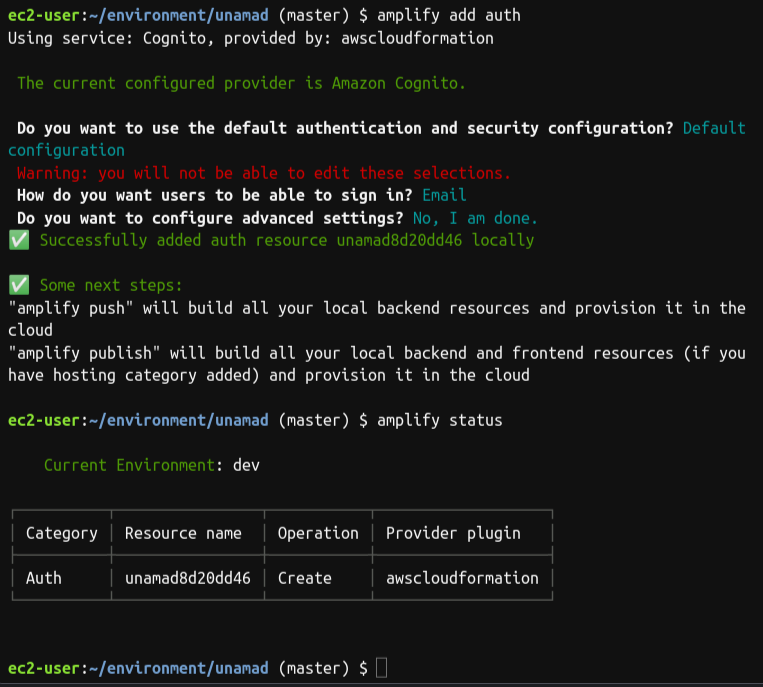 ec2-user:~/environment/unamad (master) $ amplify add auth
Using service: Cognito, provided by: awscloudformation
The current configured provider is Amazon Cognito.
Do you want to use the default authentication and security configuration? Default
configuration
Warning: you will not be able to edit these selections.
How do you want users to be able to sign in? Email
Do you want to configure advanced settings? No, I am done.
✅ Successfully added auth resource unamad8d20dd46 locally
✅ Some next steps:
"amplify push" will build all your local backend resources and provision it in the
cloud
"amplify publish" will build all your local backend and frontend resources (if you
have hosting category added) and provision it in the cloud
ec2-user:~/environment/unamad (master) $ amplify status
Current Environment: dev
Category Resource name Operation Provider plugin
Auth unamad8d20dd46 Create awscloudformation
ec2-user:~/environment/unamad (master) $